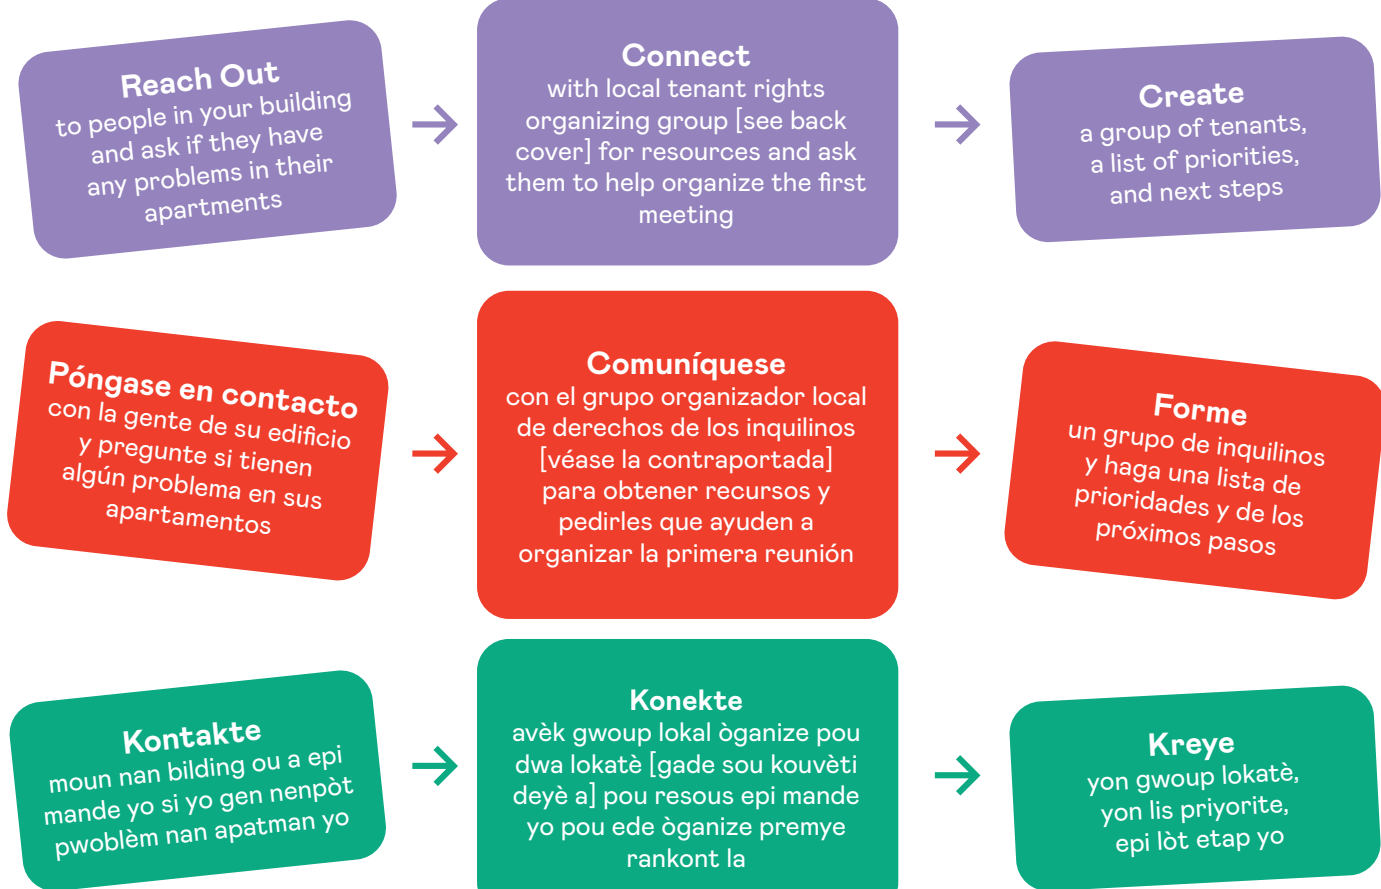 Reach Out
to people in your building
and ask if they have
any problems in their
apartments
Connect
with local tenant rights
organizing group [see back
cover] for resources and ask
them to help organize the first
meeting
Create
a group of tenants,
a list of priorities,
and next steps
Póngase en contacto
con la gente de su edificio
y pregunte si tienen
algún problema en sus
apartamentos
Comuníquese
con el grupo organizador local
de derechos de los inquilinos
[véase la contraportada]
para obtener recursos y
pedirles que ayuden a
organizar la primera reunión
Forme
un grupo de inquilinos
y haga una lista de
prioridades y de los
próximos pasos
Kontakte
moun nan bilding ou a epi
mande yo si yo gen nenpòt
pwoblèm nan apatman yo
Konekte
avèk gwoup lokal òganize pou
dwa lokatè [gade sou kouvèti
deyè a] pou resous epi mande
yo pou ede òganize premye
rankont la
Kreye
yon gwoup lokatè,
yon lis priyorite,
epi lòt etap yo